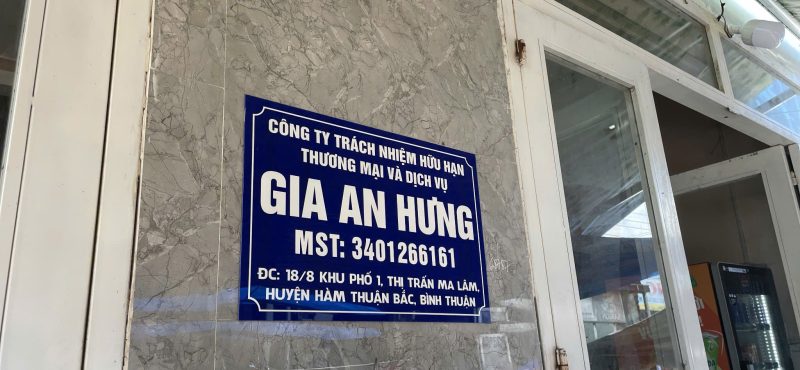 CÔNG TY TRÁCH NHIỆM HỮU HẠN
THƯƠNG MẠI VÀ DỊCH VỤ
GIA AN HƯNG
MST: 3401266161
ĐC: 18/8 KHU PHỐ 1, THỊ TRẤN MA LÂM,
HUYỆN HÀM THUẬN BẮC, BÌNH THUẬN